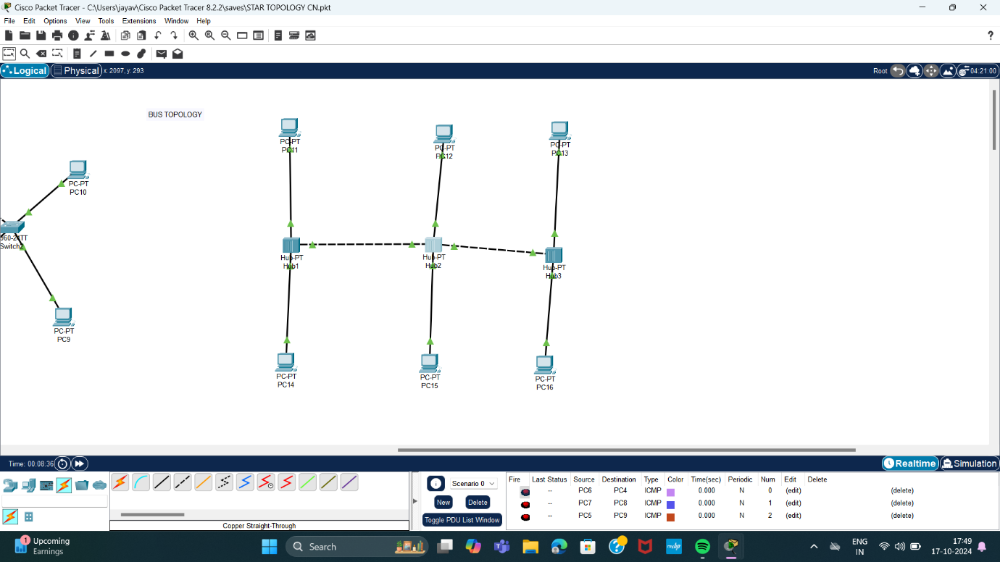 Cisco Packet Tracer - C:\Users\jayav\Cisco Packet Tracer 8.2.2\saves\STAR TOPOLOGY CN.pkt
File Edit Options View Tools Extensions Window Help
?
Logical Physical x: 2097, y: 293 Root 04:21:00
BUS TOPOLOGY
PC-PT
PC11
PC-PT
PC12
PC-PT
PC13
PC-PT
PC10
960-24TT
Switch2
Hub-PT
Hub1
Hub-PT
Hub2
Hub-PT
Hub3
PC-PT
PC9
PC-PT
PC14
PC-PT
PC15
PC-PT
PC16
Time: 00:08:36 Realtime Simulation
Scenario 0
New Delete
Toggle PDU List Window
Fire Last Status Source Destination Type Color Time(sec) Periodic Num Edit Delete
-- PC6 PC4 ICMP 0.000 N 0 (edit) (delete)
-- PC7 PC8 ICMP 0.000 N 1 (edit) (delete)
-- PC5 PC9 ICMP 0.000 N 2 (edit) (delete)
Copper Straight-Through
1
Upcoming
Earnings
Search
myhp
ENG
IN
17:49
17-10-2024